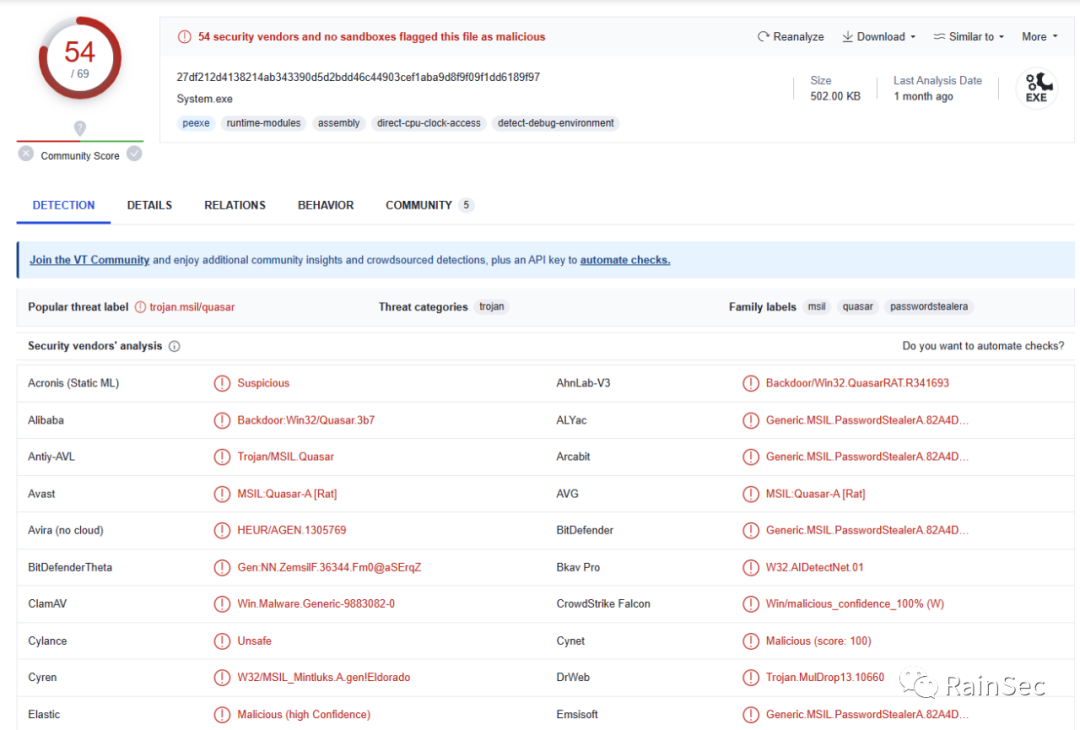 54
/ 69
Community Score
54 security vendors and no sandboxes flagged this file as malicious
Reanalyze Download Similar to More
27df212d4138214ab343390d5d2bdd46c44903cef1aba9d8f9f09f1dd6189f97
System.exe
Size
502.00 KB
Last Analysis Date
1 month ago
EXE
peexe runtime-modules assembly direct-cpu-clock-access detect-debug-environment
DETECTION DETAILS RELATIONS BEHAVIOR COMMUNITY 5
Join the VT Community and enjoy additional community insights and crowdsourced detections, plus an API key to automate checks.
Popular threat label trojan.msil/quasar Threat categories trojan Family labels msil quasar passwordstealera
Security vendors' analysis Do you want to automate checks?
Acronis (Static ML) Suspicious AhnLab-V3 Backdoor/Win32.QuasarRAT.R341693
Alibaba Backdoor:Win32/Quasar.3b7 ALYac Generic.MSIL.PasswordStealerA.82A4D...
Antiy-AVL Trojan/MSIL.Quasar Arcabit Generic.MSIL.PasswordStealerA.82A4D...
Avast MSIL:Quasar-A [Rat] AVG MSIL:Quasar-A [Rat]
Avira (no cloud) HEUR/AGEN.1305769 BitDefender Generic.MSIL.PasswordStealerA.82A4D...
BitDefenderTheta Gen:NN.ZemsilF.36344.Fm0@aSErqZ Bkav Pro W32.AIDetectNet.01
ClamAV Win.Malware.Generic-9883082-0 CrowdStrike Falcon Win/malicious_confidence_100% (W)
Cylance Unsafe Cynet Malicious (score: 100)
Cyren W32/MSIL_Mintluks.A.gen!Eldorado DrWeb Trojan.MulDrop13.10660
RainSec
Elastic Malicious (high Confidence) Emsisoft Generic.MSIL.PasswordStealerA.82A4D...